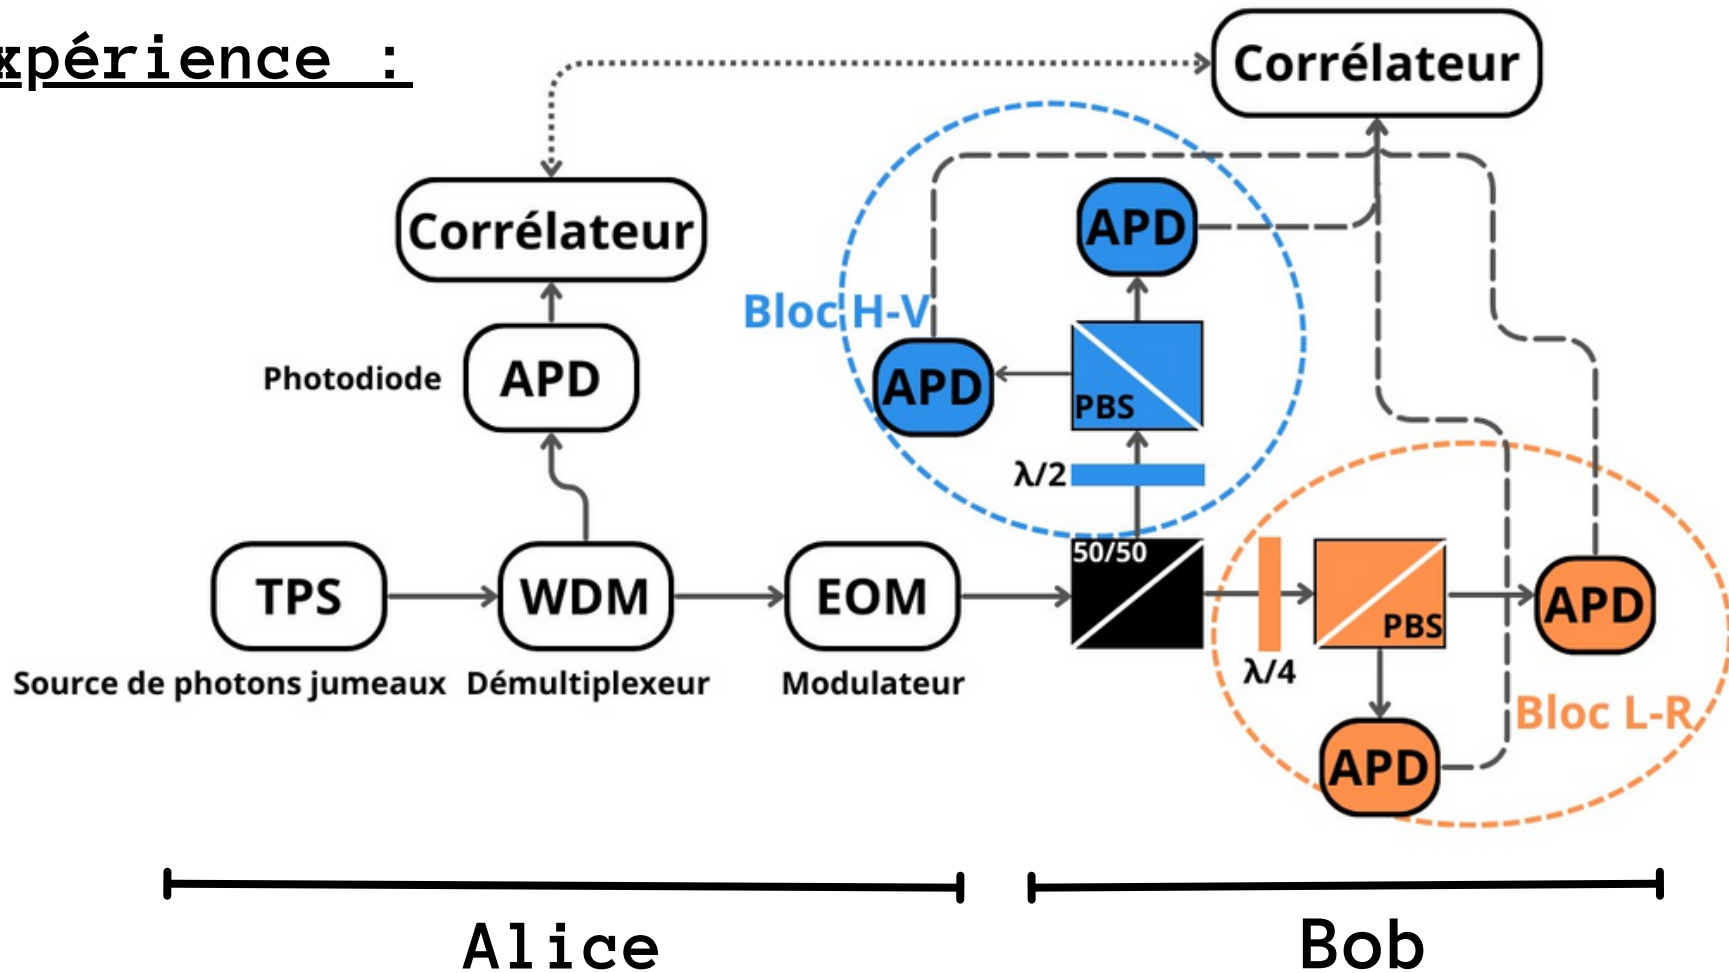 xpérience :
Corrélateur
Corrélateur
APD
Bloc H-V
Photodiode
APD
APD
PBS
λ/2
50/50
TPS
WDM
EOM
PBS
APD
λ/4
Source de photons jumeaux
Démultiplexeur
Modulateur
Bloc L-R
APD
Alice
Bob